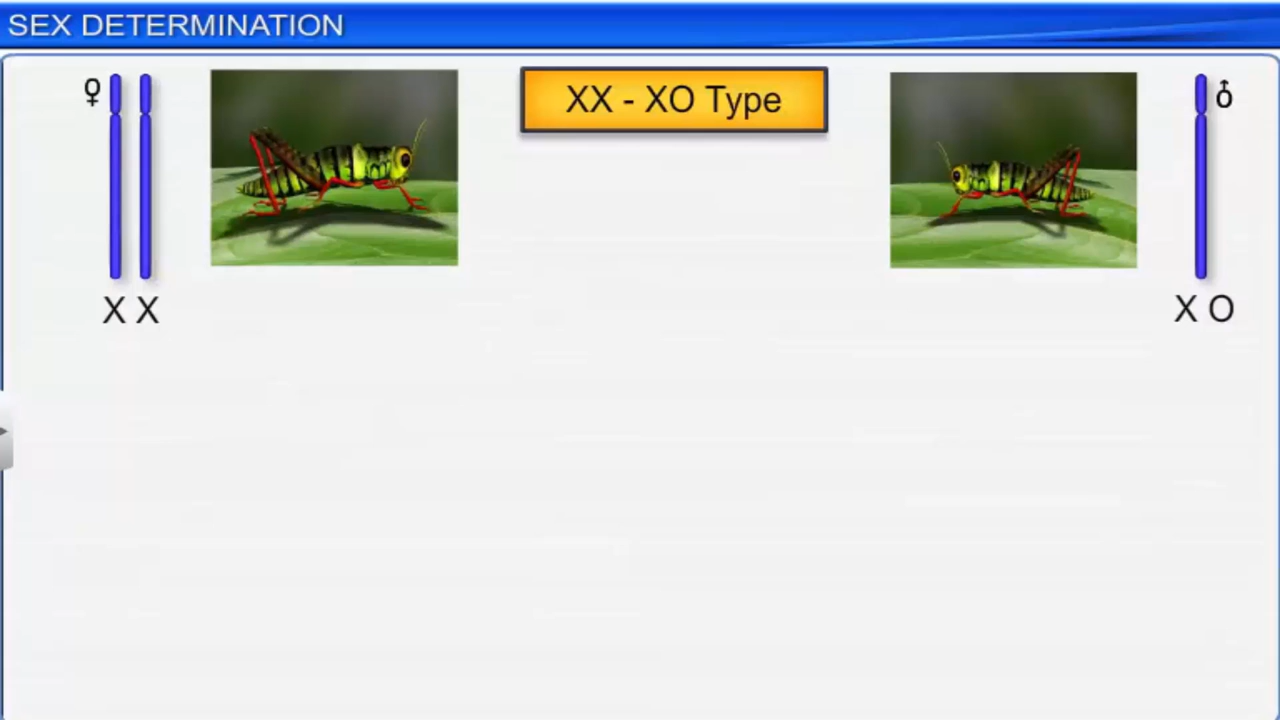 SEX DETERMINATION
♀
XX - XO Type
♂
X X
X O